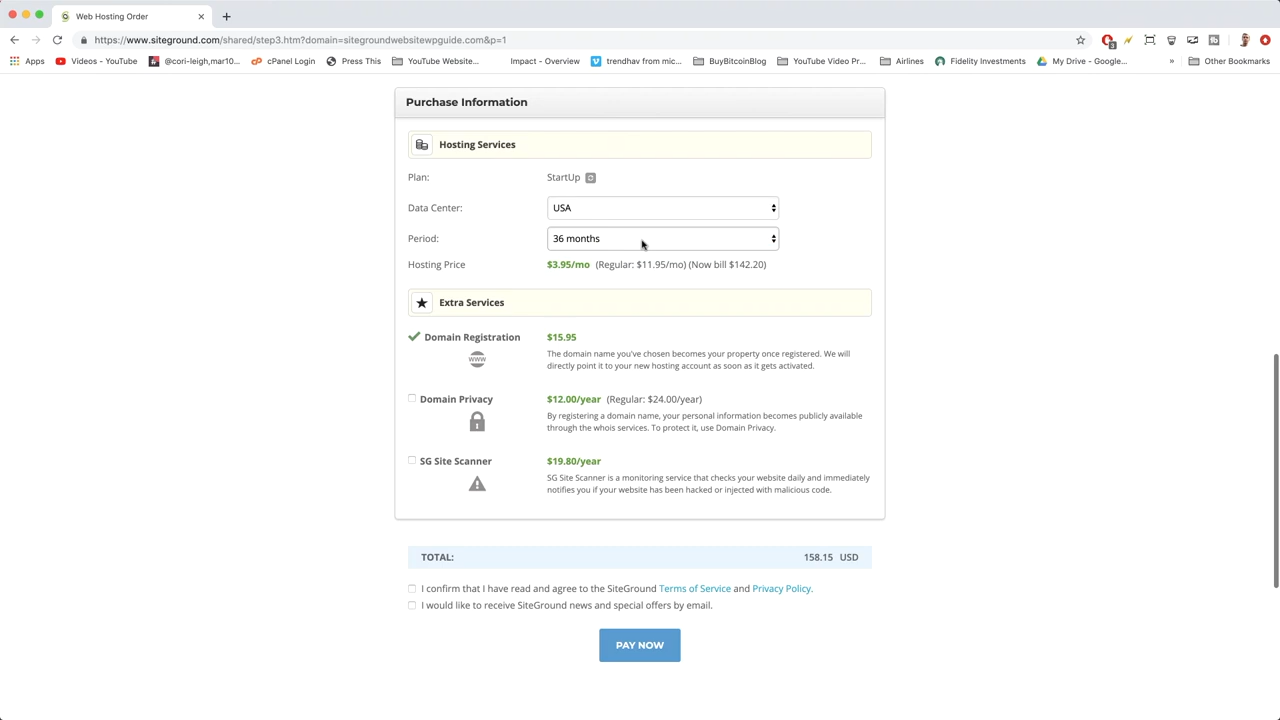 Web Hosting Order
https://www.siteground.com/shared/step3.htm?domain=sitegroundwebsitewpguide.com&p=1
3
Apps Videos - YouTube @cori-leigh,mar10... cPanel Login Press This YouTube Website... Impact - Overview trendhav from mic... BuyBitcoinBlog YouTube Video Pr... Airlines Fidelity Investments My Drive - Google... » Other Bookmarks
Purchase Information
Hosting Services
Plan: StartUp
Data Center: USA
Period: 36 months
Hosting Price $3.95/mo (Regular: $11.95/mo) (Now bill $142.20)
Extra Services
Domain Registration $15.95
www
The domain name you've chosen becomes your property once registered. We will
directly point it to your new hosting account as soon as it gets activated.
Domain Privacy $12.00/year (Regular: $24.00/year)
By registering a domain name, your personal information becomes publicly available
through the whois services. To protect it, use Domain Privacy.
SG Site Scanner $19.80/year
SG Site Scanner is a monitoring service that checks your website daily and immediately
notifies you if your website has been hacked or injected with malicious code.
TOTAL: 158.15 USD
I confirm that I have read and agree to the SiteGround Terms of Service and Privacy Policy.
I would like to receive SiteGround news and special offers by email.
PAY NOW